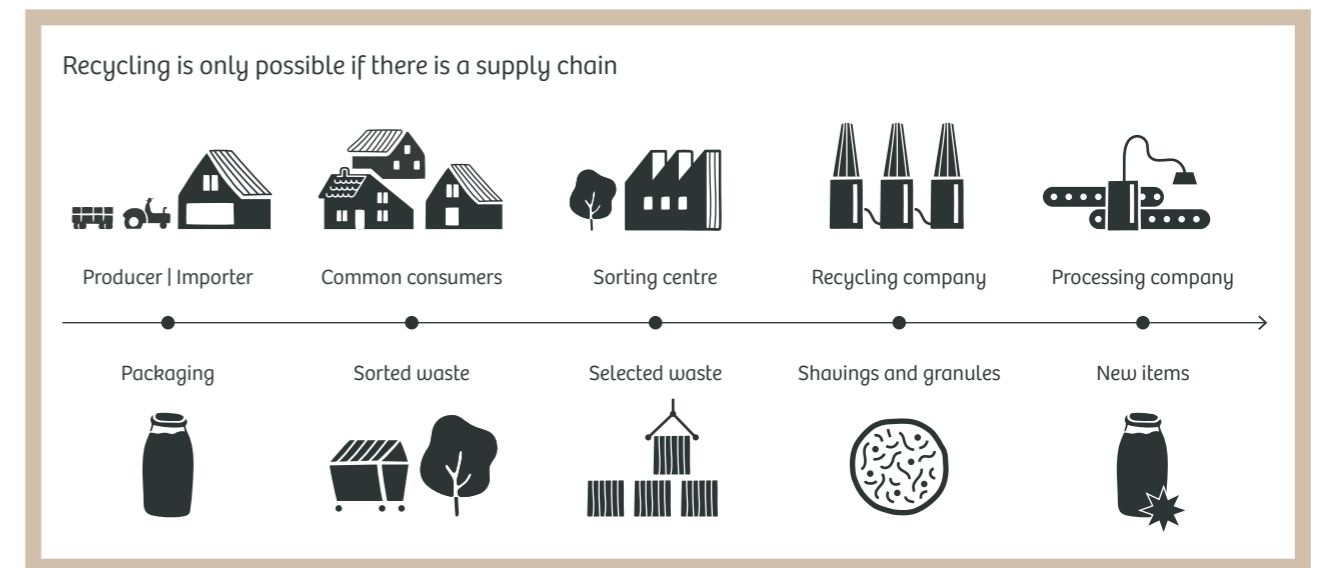 Recycling is only possible if there is a supply chain
Producer | Importer
Common consumers
Sorting centre
Recycling company
Processing company
Packaging
Sorted waste
Selected waste
Shavings and granules
New items